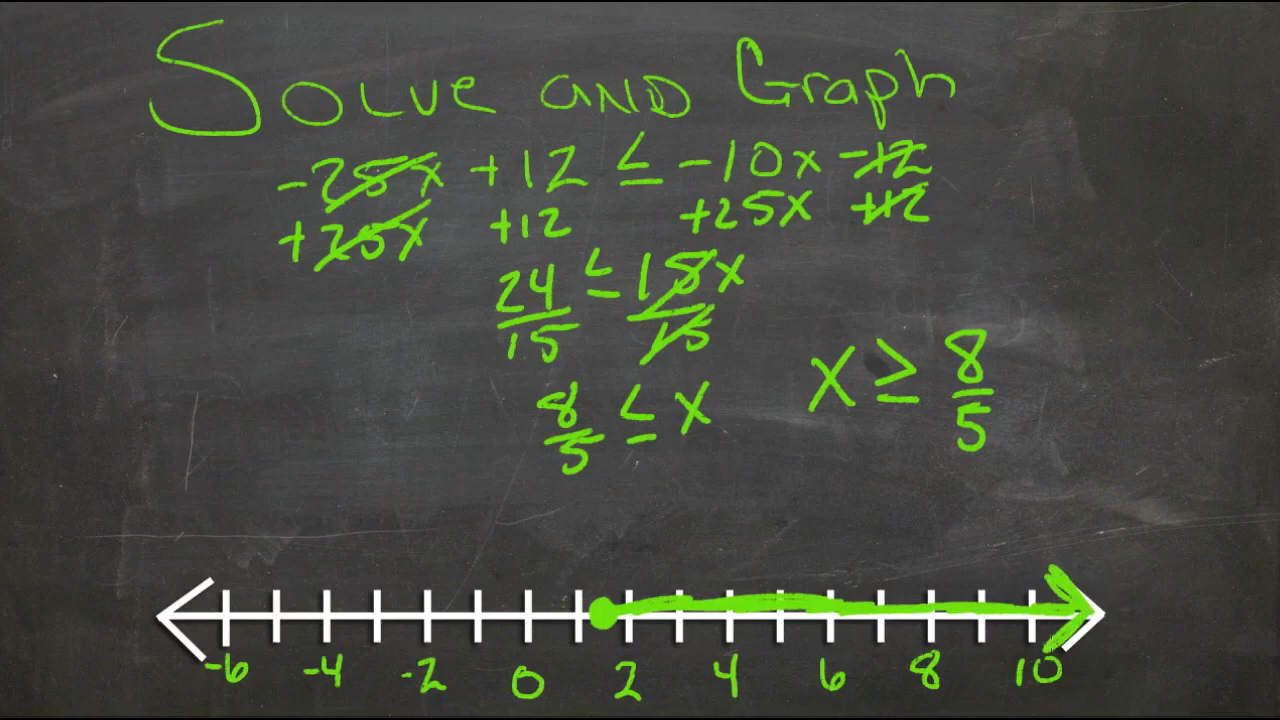 Solve and Graph
-25x +12 ≤ -10x -12
+25x +12 +25x +12
24/15 ≤ 15x/15
8/5 ≤ x
x ≥ 8/5
-6 -4 -2 0 2 4 6 8 10